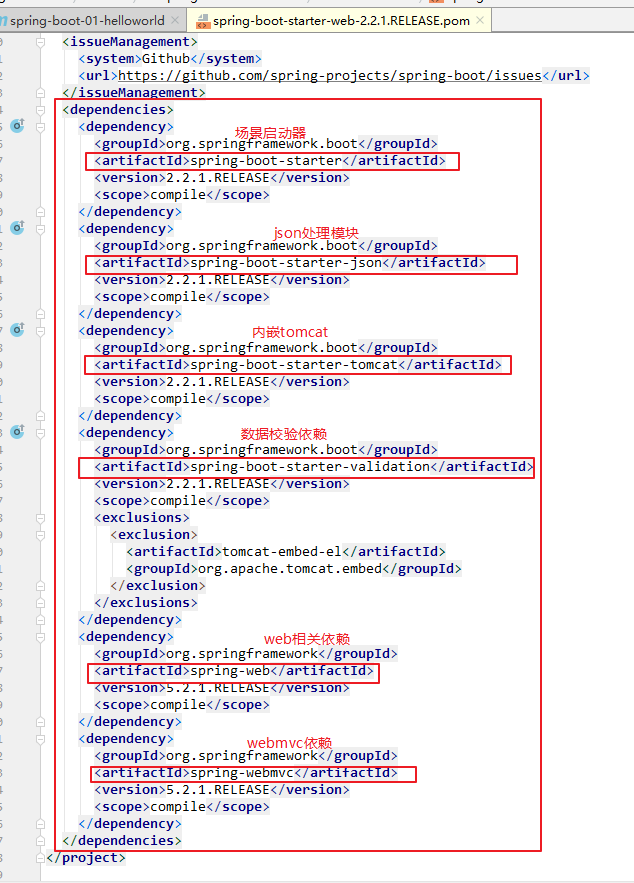 spring-boot-01-helloworld
spring-boot-starter-web-2.2.1.RELEASE.pom
<issueManagement>
<system>Github</system>
<url>https://github.com/spring-projects/spring-boot/issues</url>
</issueManagement>
<dependencies>
<dependency>
场景启动器
<groupId>org.springframework.boot</groupId>
<artifactId>spring-boot-starter</artifactId>
<version>2.2.1.RELEASE</version>
<scope>compile</scope>
</dependency>
<dependency>
json处理模块
<groupId>org.springframework.boot</groupId>
<artifactId>spring-boot-starter-json</artifactId>
<version>2.2.1.RELEASE</version>
<scope>compile</scope>
</dependency>
<dependency>
内嵌tomcat
<groupId>org.springframework.boot</groupId>
<artifactId>spring-boot-starter-tomcat</artifactId>
<version>2.2.1.RELEASE</version>
<scope>compile</scope>
</dependency>
<dependency>
数据校验依赖
<groupId>org.springframework.boot</groupId>
<artifactId>spring-boot-starter-validation</artifactId>
<version>2.2.1.RELEASE</version>
<scope>compile</scope>
<exclusions>
<exclusion>
<artifactId>tomcat-embed-el</artifactId>
<groupId>org.apache.tomcat.embed</groupId>
</exclusion>
</exclusions>
</dependency>
<dependency>
web相关依赖
<groupId>org.springframework</groupId>
<artifactId>spring-web</artifactId>
<version>5.2.1.RELEASE</version>
<scope>compile</scope>
</dependency>
<dependency>
webmvc依赖
<groupId>org.springframework</groupId>
<artifactId>spring-webmvc</artifactId>
<version>5.2.1.RELEASE</version>
<scope>compile</scope>
</dependency>
</dependencies>
</project>